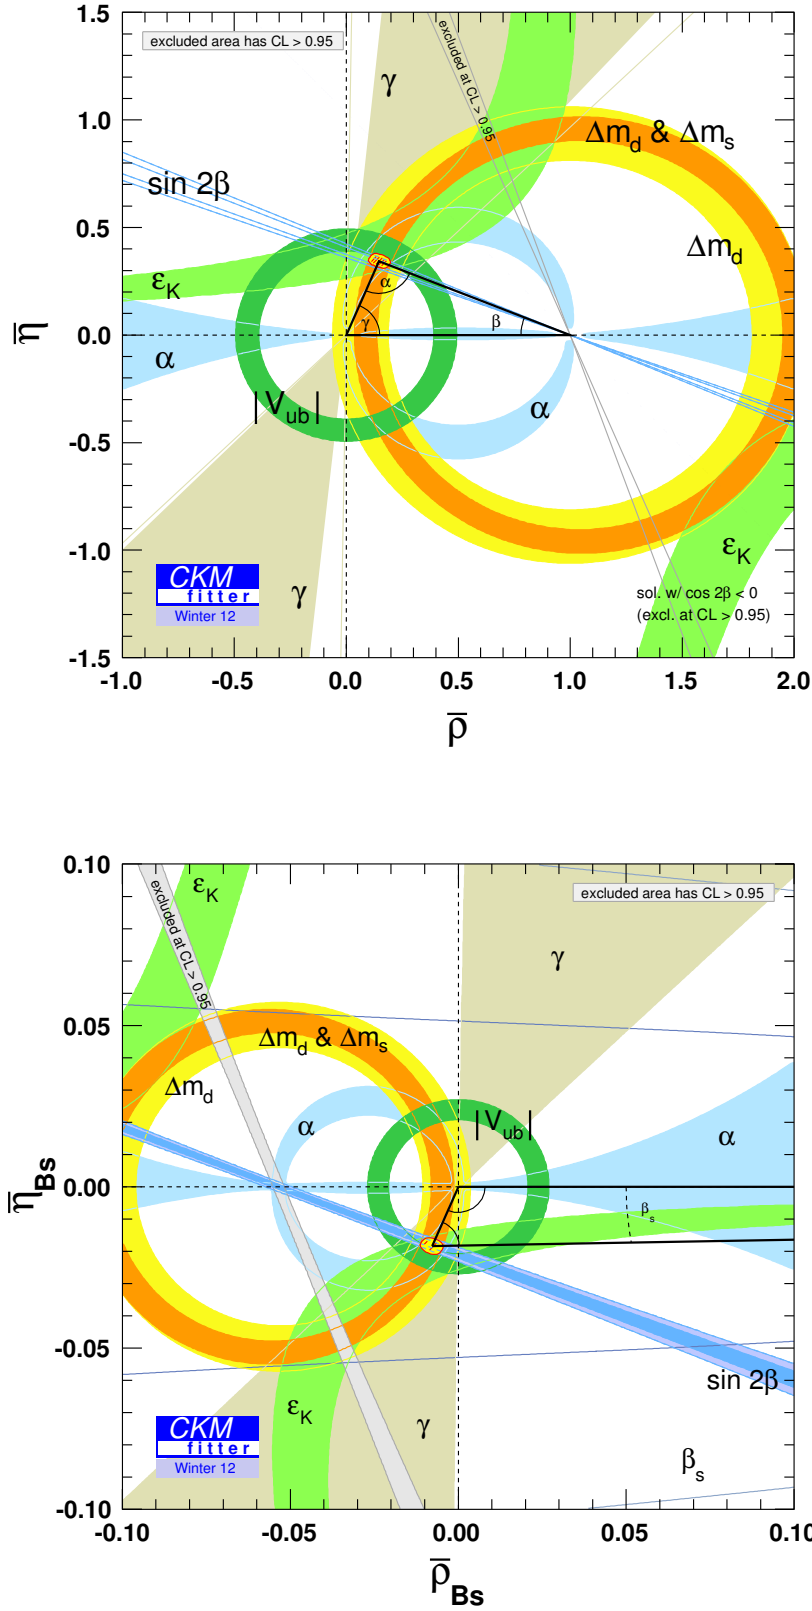 excluded area has CL > 0.95
excluded at CL > 0.95
γ
Δm_d & Δm_s
sin 2β
Δm_d
ε_K
α
α
β
γ
α
|V_ub|
ε_K
γ
sol. w/ cos 2β < 0
(excl. at CL > 0.95)
CKM
fitter
Winter 12
1.5
1.0
0.5
0.0
-0.5
-1.0
-1.5
η̅
-1.0 -0.5 0.0 0.5 1.0 1.5 2.0
ρ̅
excluded area has CL > 0.95
excluded at CL > 0.95
ε_K
γ
Δm_d & Δm_s
Δm_d
α
|V_ub|
α
β_s
sin 2β
ε_K
γ
β_s
CKM
fitter
Winter 12
0.10
0.05
0.00
-0.05
-0.10
η̅_Bs
-0.10 -0.05 0.00 0.05 0.10
ρ̅_Bs